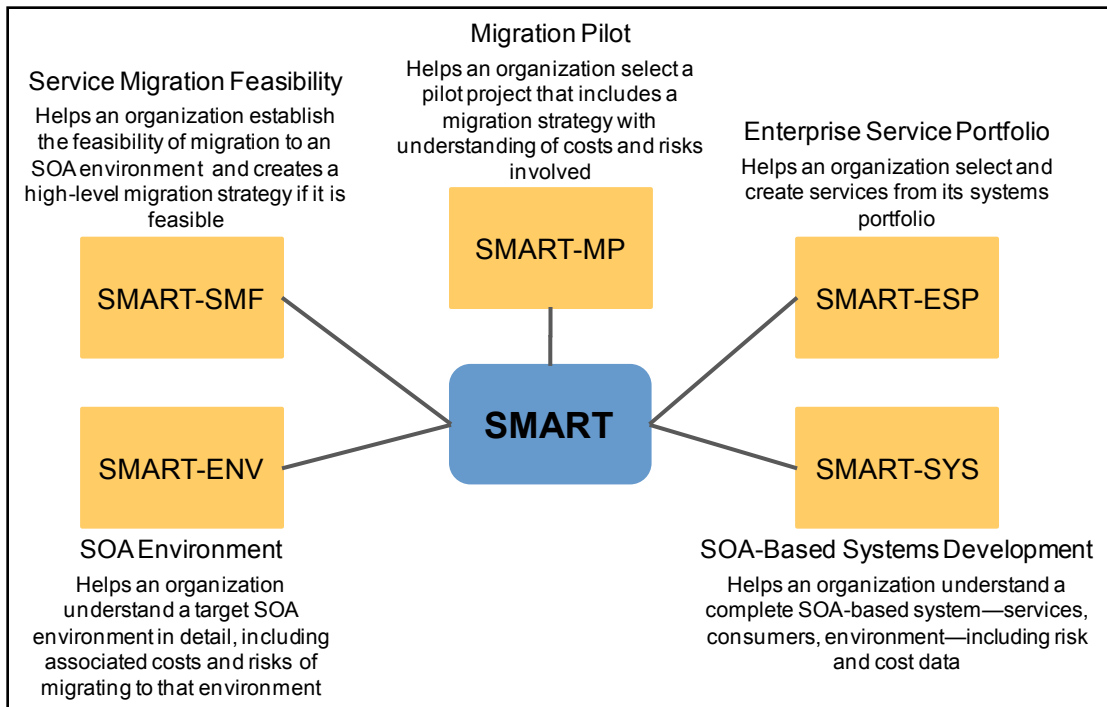 Migration Pilot
Helps an organization select a
pilot project that includes a
migration strategy with
understanding of costs and risks
involved
Service Migration Feasibility
Helps an organization establish
the feasibility of migration to an
SOA environment and creates a
high-level migration strategy if it is
feasible
Enterprise Service Portfolio
Helps an organization select and
create services from its systems
portfolio
SMART-MP
SMART-SMF
SMART-ESP
SMART
SMART-ENV
SMART-SYS
SOA Environment
Helps an organization
understand a target SOA
environment in detail, including
associated costs and risks of
migrating to that environment
SOA-Based Systems Development
Helps an organization understand a
complete SOA-based system—services,
consumers, environment—including risk
and cost data